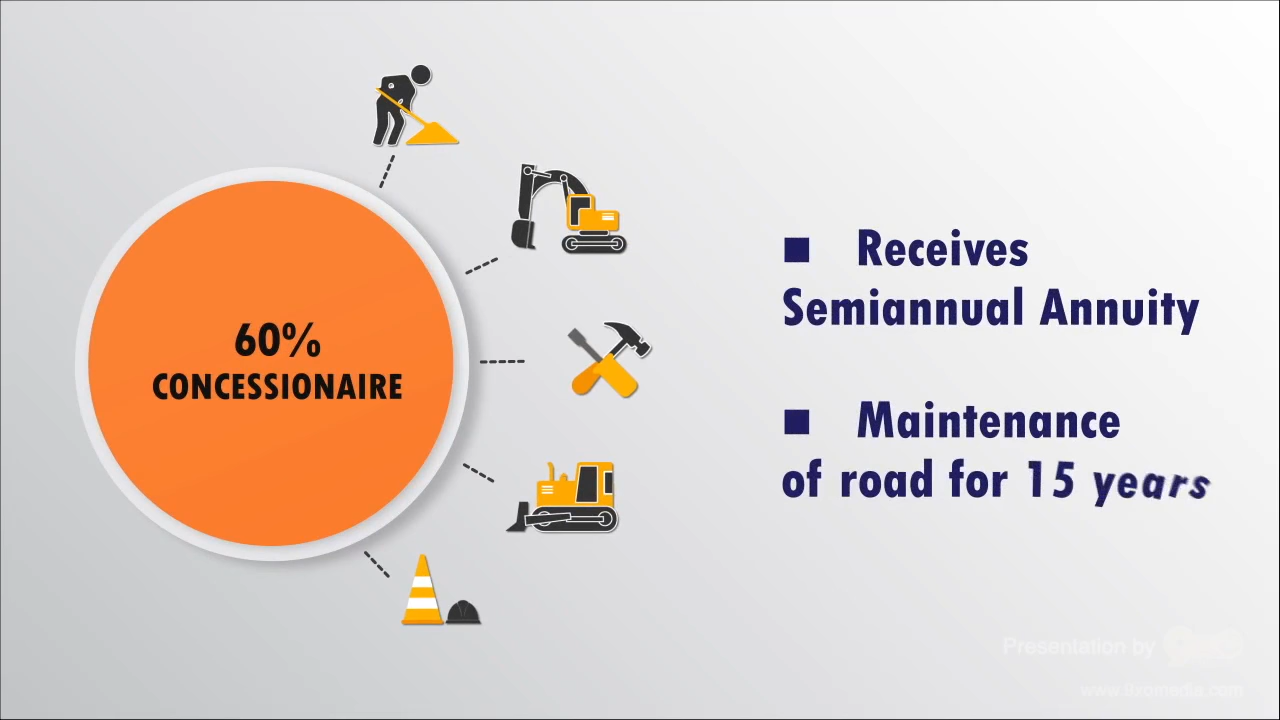 60%
CONCESSIONAIRE
■ Receives
Semiannual Annuity
■ Maintenance
of road for 15 years
Presentation by